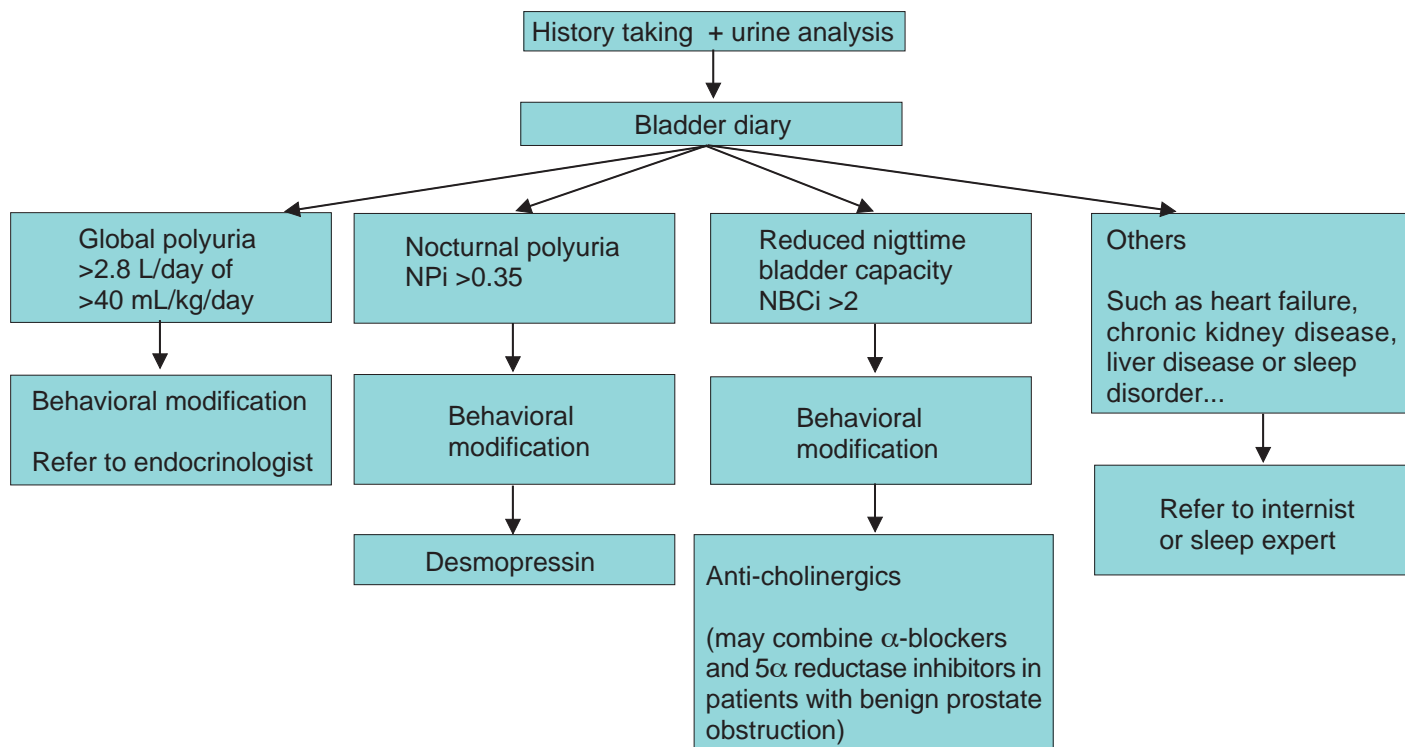 History taking + urine analysis
Bladder diary
Global polyuria
>2.8 L/day of
>40 mL/kg/day
Nocturnal polyuria
NPi >0.35
Reduced nigttime
bladder capacity
NBCi >2
Others
Such as heart failure,
chronic kidney disease,
liver disease or sleep
disorder...
Behavioral modification
Refer to endocrinologist
Behavioral
modification
Behavioral
modification
Refer to internist
or sleep expert
Desmopressin
Anti-cholinergics
(may combine α-blockers
and 5α reductase inhibitors in
patients with benign prostate
obstruction)